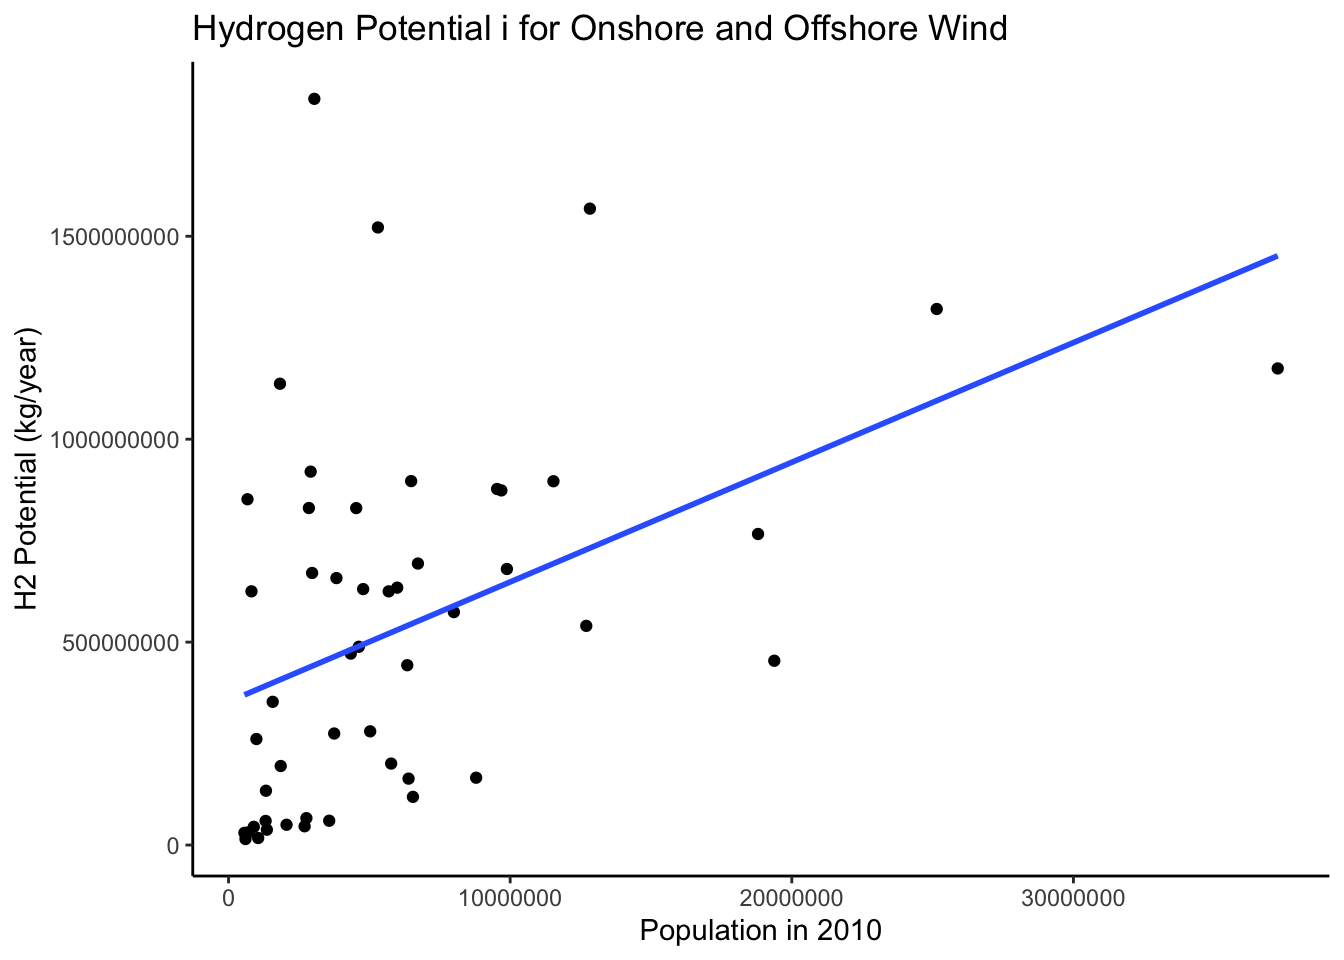 Hydrogen Potential i for Onshore and Offshore Wind
H2 Potential (kg/year)
1500000000
1000000000
500000000
0
0 10000000 20000000 30000000
Population in 2010